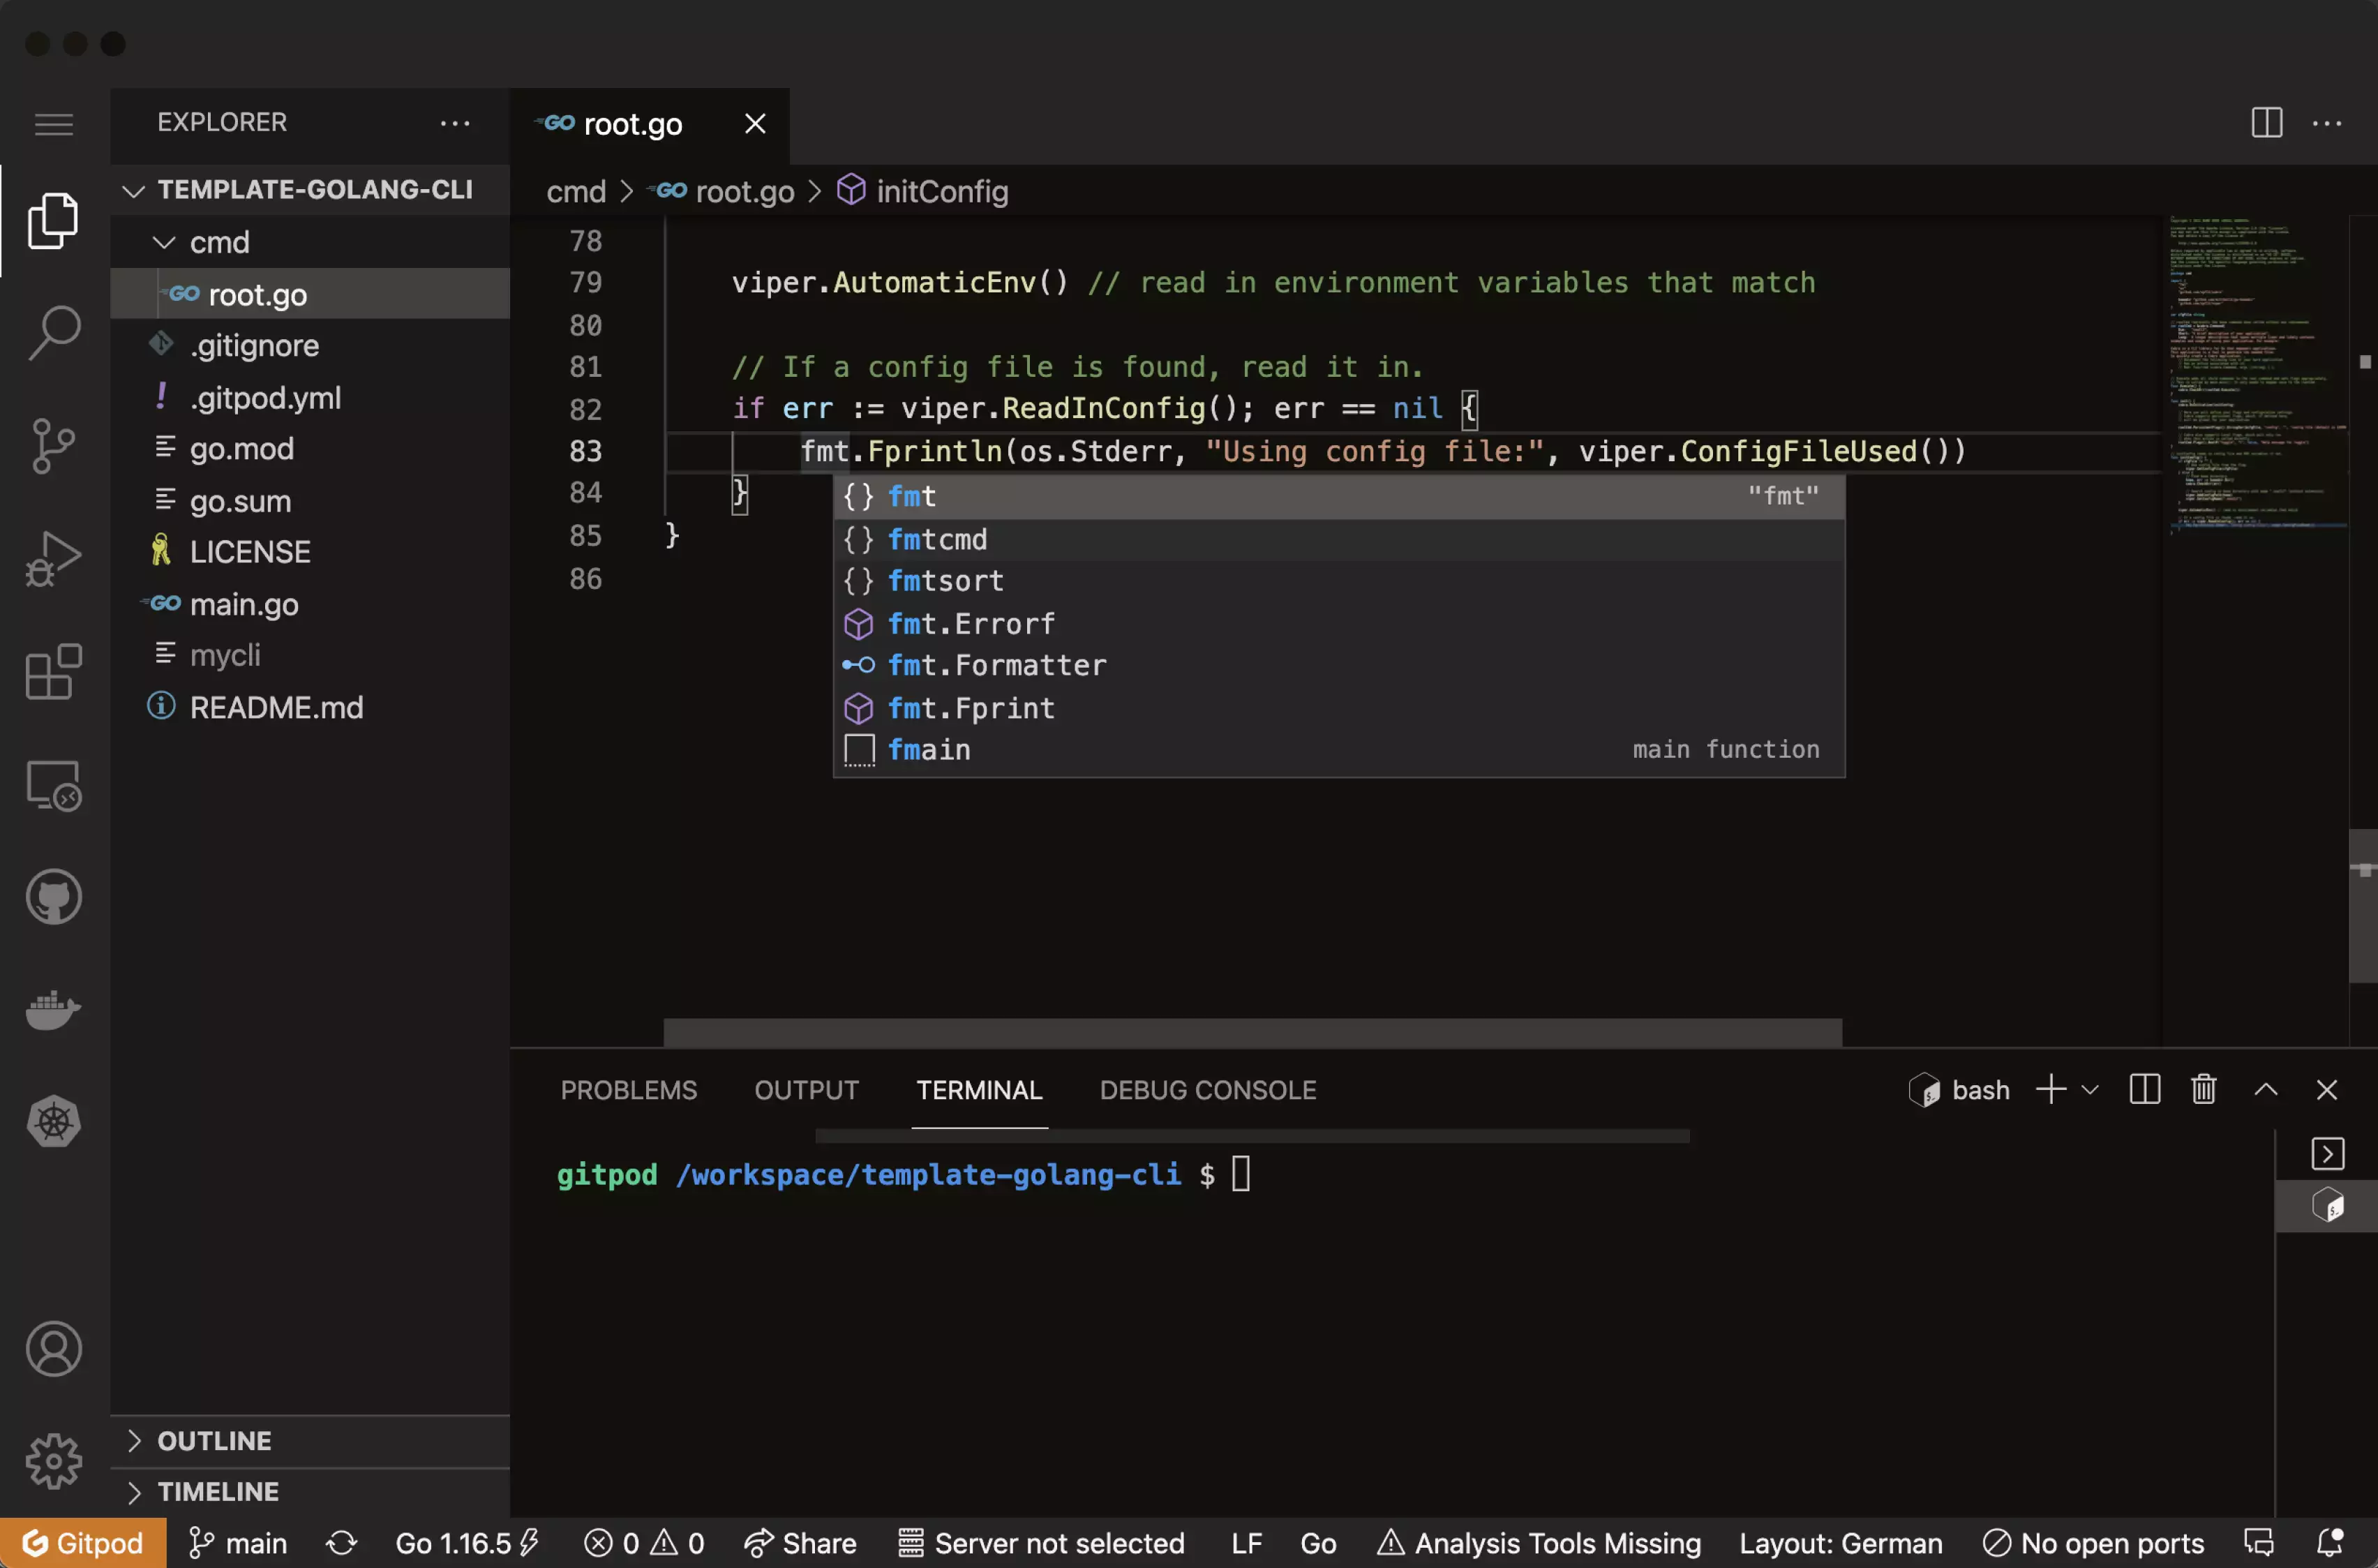 EXPLORER
TEMPLATE-GOLANG-CLI
cmd
GO root.go
.gitignore
! .gitpod.yml
go.mod
go.sum
LICENSE
GO main.go
mycli
README.md
OUTLINE
TIMELINE
GO root.go
cmd > GO root.go > initConfig
78
79 viper.AutomaticEnv() // read in environment variables that match
80
81 // If a config file is found, read it in.
82 if err := viper.ReadInConfig(); err == nil {
83 fmt.Fprintln(os.Stderr, "Using config file:", viper.ConfigFileUsed())
84 }
85 }
86
{} fmt "fmt"
{} fmtcmd
{} fmtsort
fmt.Errorf
fmt.Formatter
fmt.Fprint
fmain main function
PROBLEMS OUTPUT TERMINAL DEBUG CONSOLE bash
gitpod /workspace/template-golang-cli $
Gitpod main Go 1.16.5 0 0 Share Server not selected LF Go Analysis Tools Missing Layout: German No open ports